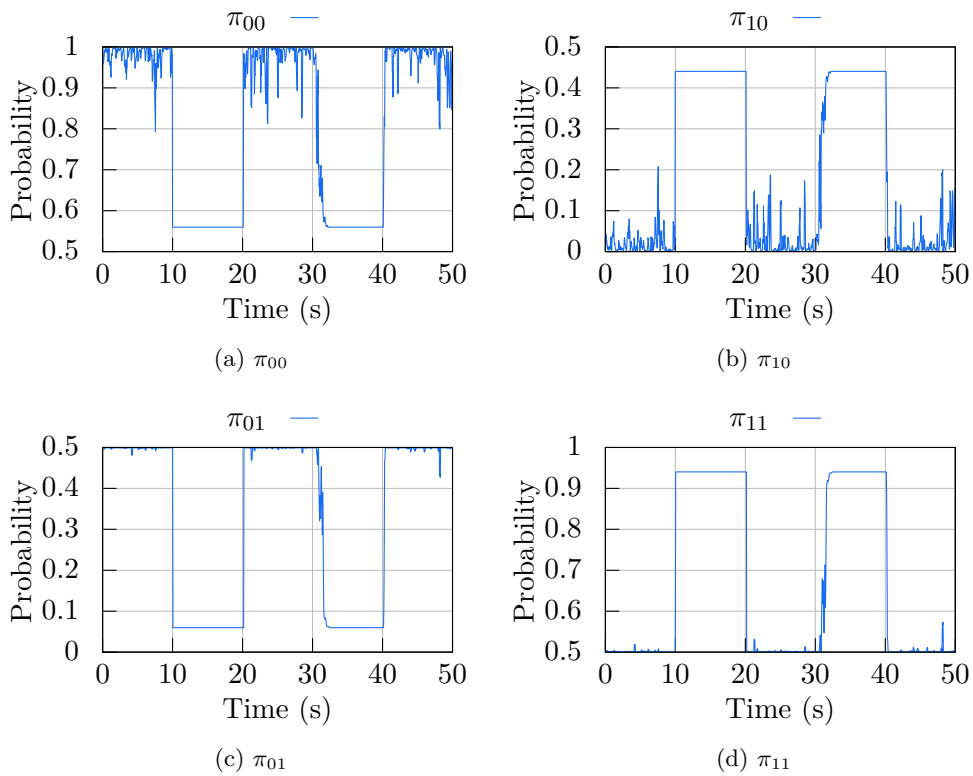 π₀₀
Probability
1
0.9
0.8
0.7
0.6
0.5
0 10 20 30 40 50
Time (s)
(a) π₀₀
π₁₀
Probability
0.5
0.4
0.3
0.2
0.1
0
0 10 20 30 40 50
Time (s)
(b) π₁₀
π₀₁
Probability
0.5
0.4
0.3
0.2
0.1
0
0 10 20 30 40 50
Time (s)
(c) π₀₁
π₁₁
Probability
1
0.9
0.8
0.7
0.6
0.5
0 10 20 30 40 50
Time (s)
(d) π₁₁